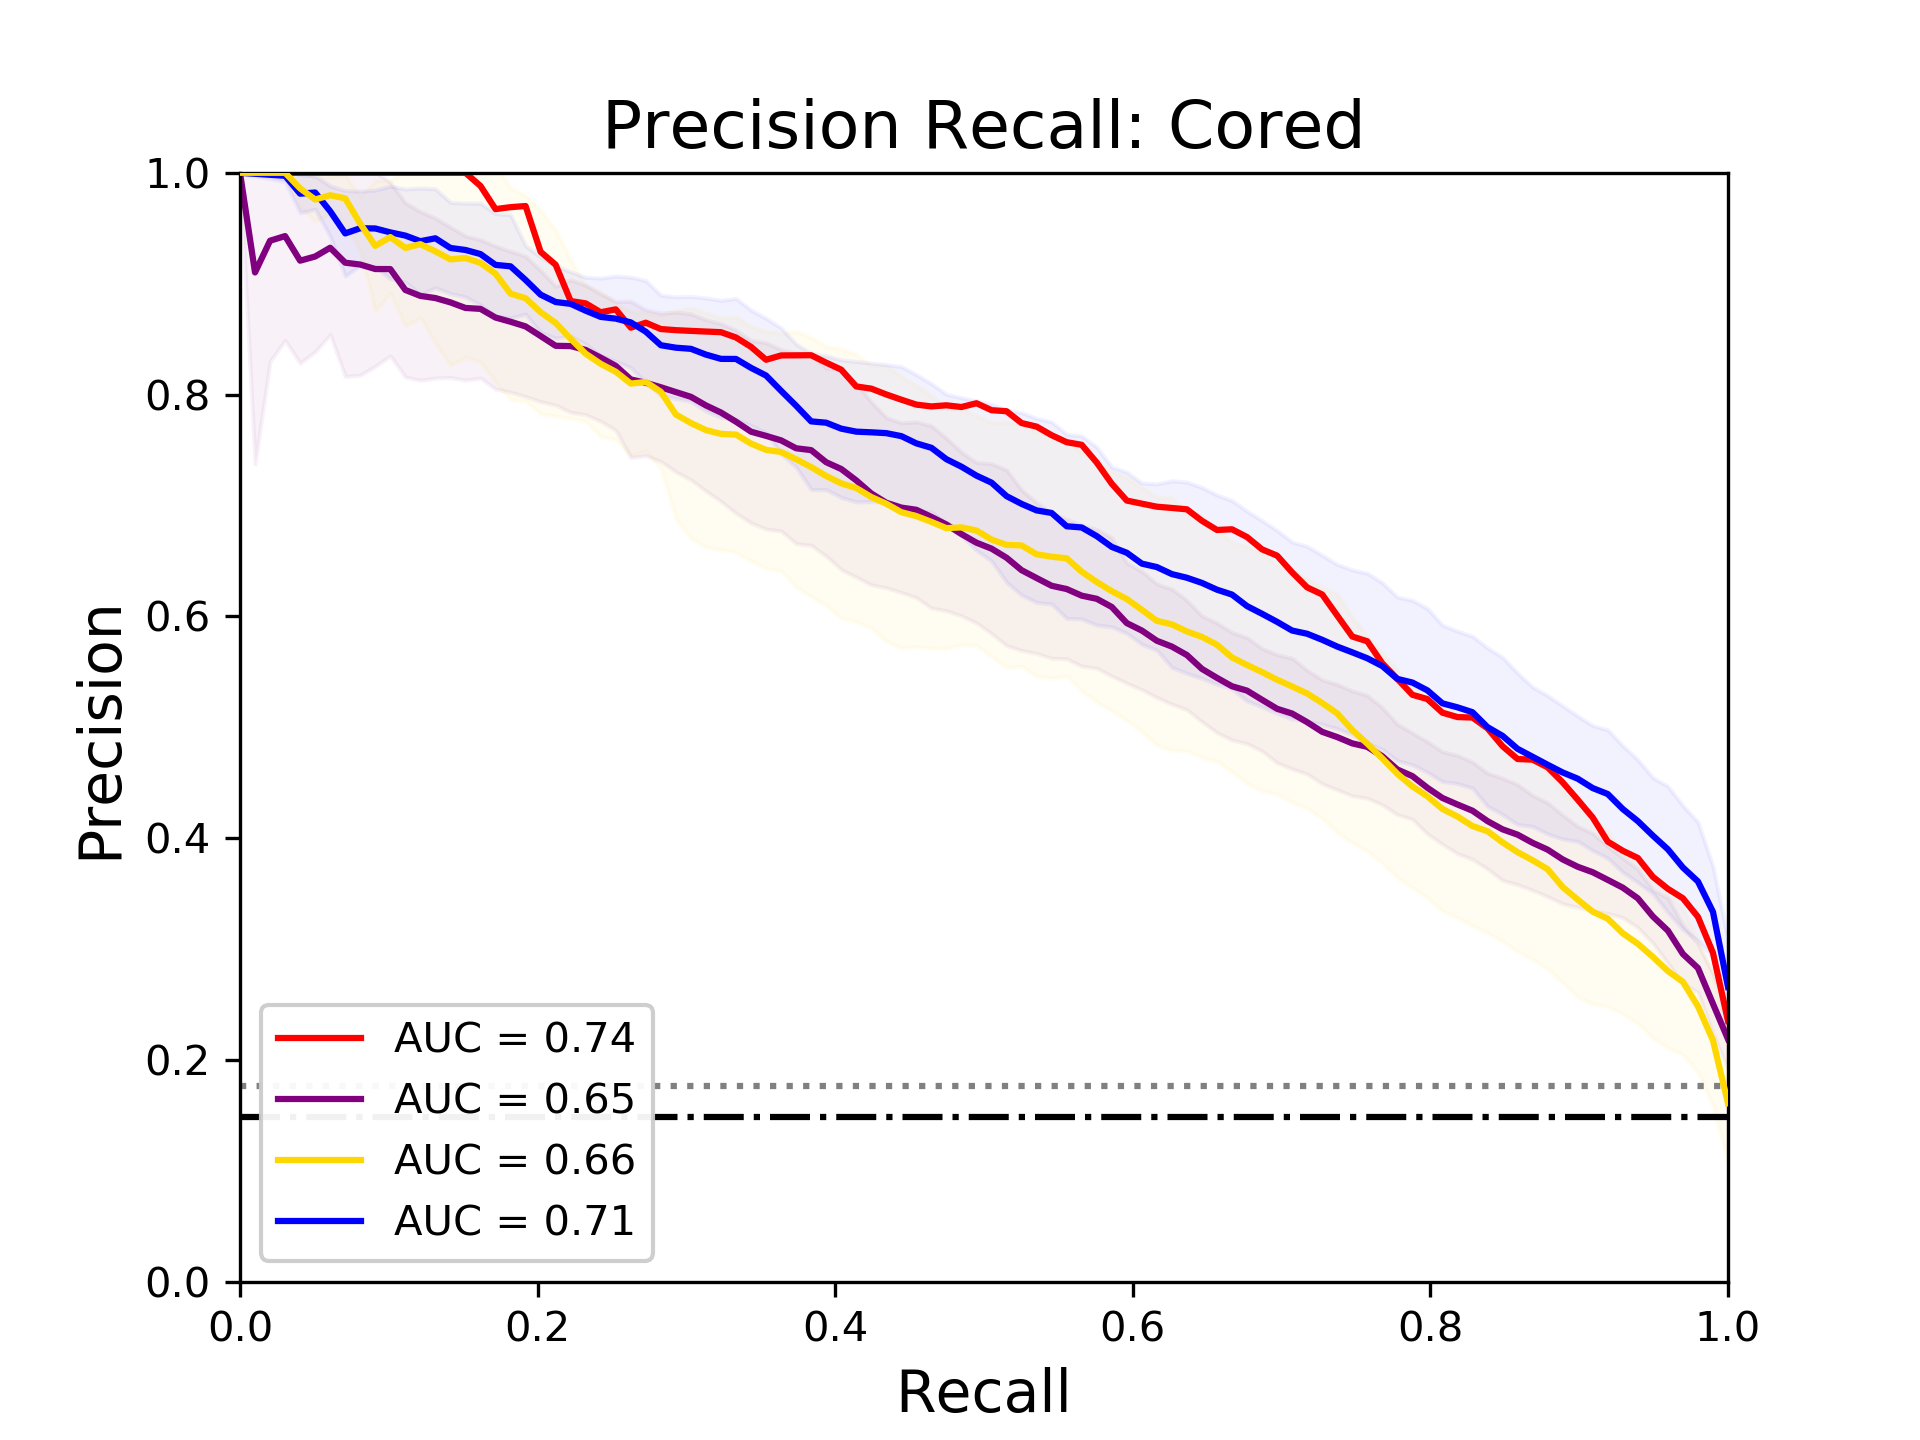 Precision Recall: Cored
1.0
0.8
0.6
0.4
0.2
0.0
Precision
AUC = 0.74
AUC = 0.65
AUC = 0.66
AUC = 0.71
0.0 0.2 0.4 0.6 0.8 1.0
Recall